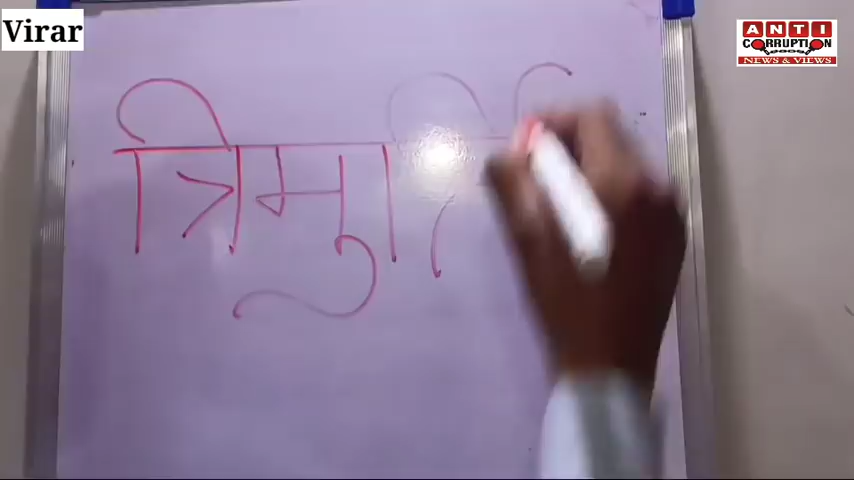 Virar
ANTI
CORRUPTION
NEWS & VIEWS
त्रिमु